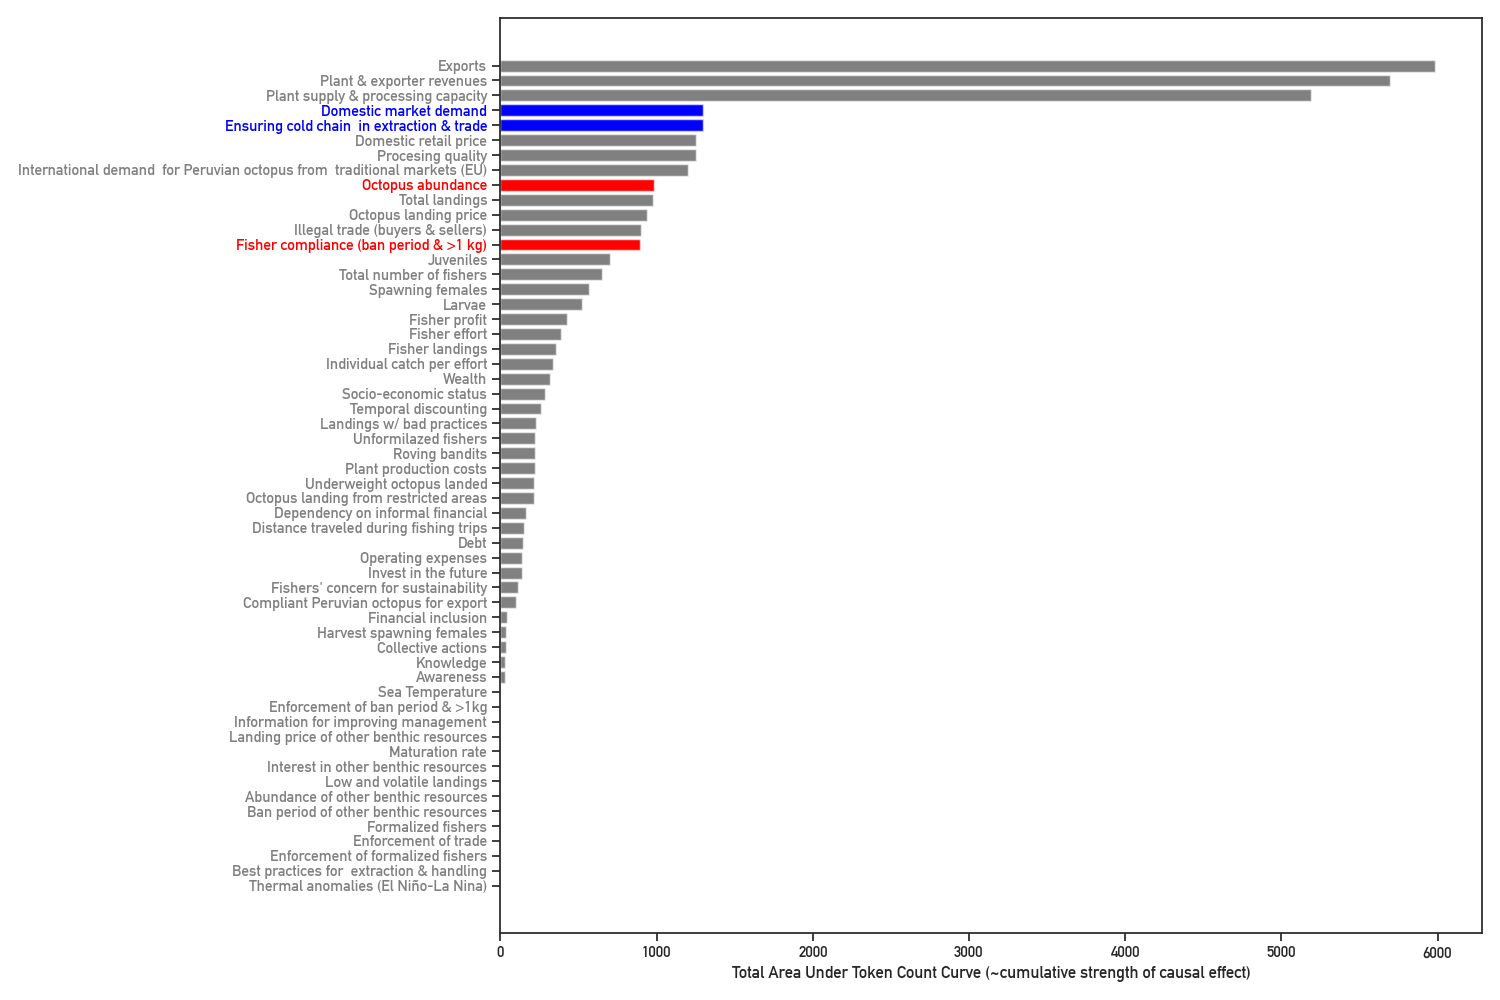 Exports
Plant & exporter revenues
Plant supply & processing capacity
Domestic market demand
Ensuring cold chain  in extraction & trade
Domestic retail price
Procesing quality
International demand  for Peruvian octopus from  traditional markets (EU)
Octopus abundance
Total landings
Octopus landing price
Illegal trade (buyers & sellers)
Fisher compliance (ban period & >1 kg)
Juveniles
Total number of fishers
Spawning females
Larvae
Fisher profit
Fisher effort
Fisher landings
Individual catch per effort
Wealth
Socio-economic status
Temporal discounting
Landings w/ bad practices
Unformilazed fishers
Roving bandits
Plant production costs
Underweight octopus landed
Octopus landing from restricted areas
Dependency on informal financial
Distance traveled during fishing trips
Debt
Operating expenses
Invest in the future
Fishers' concern for sustainability
Compliant Peruvian octopus for export
Financial inclusion
Harvest spawning females
Collective actions
Knowledge
Awareness
Sea Temperature
Enforcement of ban period & >1kg
Information for improving management
Landing price of other benthic resources
Maturation rate
Interest in other benthic resources
Low and volatile landings
Abundance of other benthic resources
Ban period of other benthic resources
Formalized fishers
Enforcement of trade
Enforcement of formalized fishers
Best practices for  extraction & handling
Thermal anomalies (El Niño-La Nina)
0 1000 2000 3000 4000 5000 6000
Total Area Under Token Count Curve (~cumulative strength of causal effect)